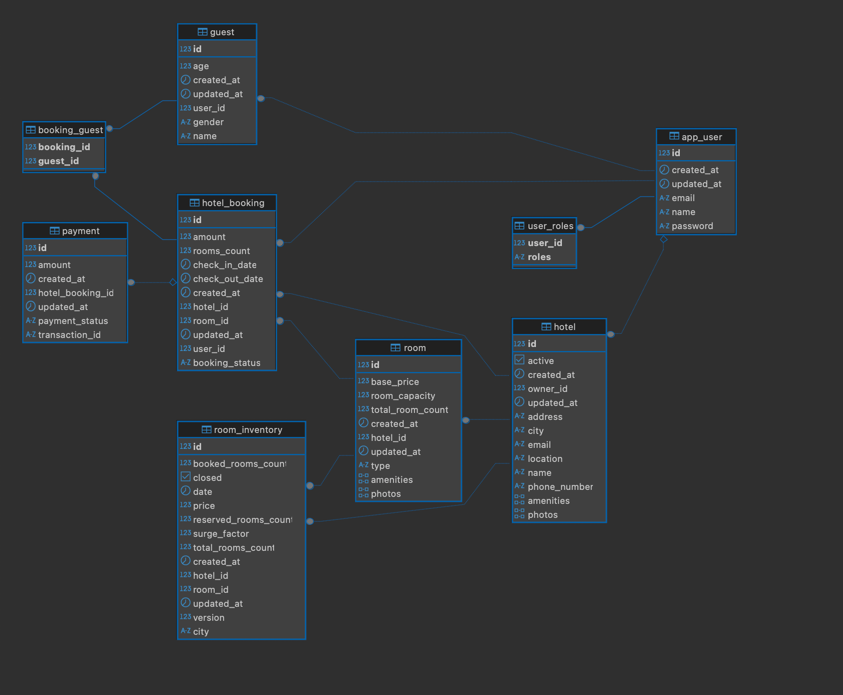 guest
123 id
123 age
created_at
updated_at
123 user_id
A-Z gender
A-Z name
booking_guest
123 booking_id
123 guest_id
app_user
123 id
created_at
updated_at
A-Z email
A-Z name
A-Z password
hotel_booking
123 id
123 amount
123 rooms_count
check_in_date
check_out_date
created_at
123 hotel_id
123 room_id
updated_at
123 user_id
A-Z booking_status
payment
123 id
123 amount
created_at
123 hotel_booking_id
updated_at
A-Z payment_status
A-Z transaction_id
user_roles
123 user_id
A-Z roles
hotel
123 id
active
created_at
123 owner_id
updated_at
A-Z address
A-Z city
A-Z email
A-Z location
A-Z name
A-Z phone_number
amenities
photos
room
123 id
123 base_price
123 room_capacity
123 total_room_count
created_at
123 hotel_id
updated_at
A-Z type
amenities
photos
room_inventory
123 id
123 booked_rooms_count
closed
date
123 price
123 reserved_rooms_count
123 surge_factor
123 total_rooms_count
created_at
123 hotel_id
123 room_id
updated_at
123 version
A-Z city